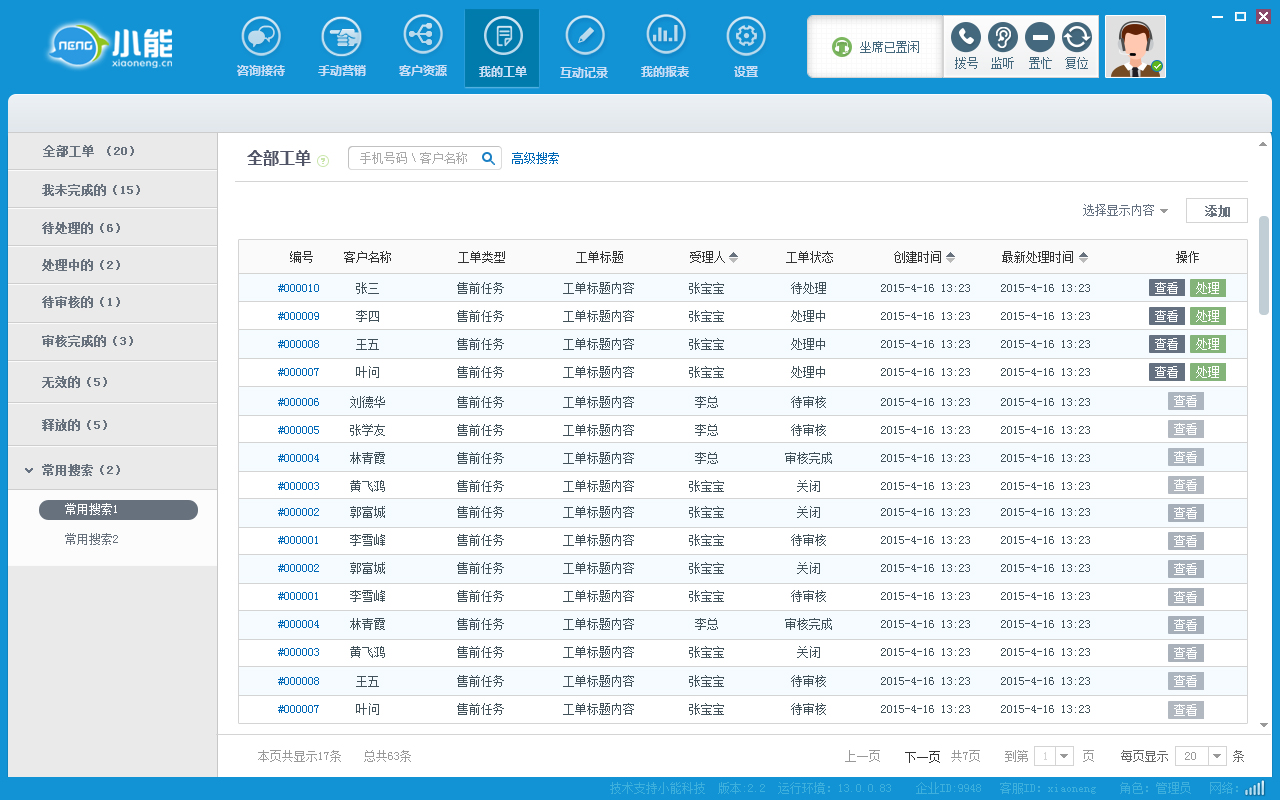 NENG 小能
xiaoneng.cn
咨询接待 手动营销 客户资源 我的工单 互动记录 我的报表 设置
坐席已置闲
拨号 监听 置忙 复位
全部工单 （20）
我未完成的（15）
待处理的（6）
处理中的（2）
待审核的（1）
审核完成的（3）
无效的（5）
释放的（5）
常用搜索（2）
常用搜索1
常用搜索2
全部工单 ? 手机号码 \ 客户名称 高级搜索
选择显示内容 添加
编号 客户名称 工单类型 工单标题 受理人 工单状态 创建时间 最新处理时间 操作
#000010 张三 售前任务 工单标题内容 张宝宝 待处理 2015-4-16 13:23 2015-4-16 13:23 查看 处理
#000009 李四 售前任务 工单标题内容 张宝宝 处理中 2015-4-16 13:23 2015-4-16 13:23 查看 处理
#000008 王五 售前任务 工单标题内容 张宝宝 处理中 2015-4-16 13:23 2015-4-16 13:23 查看 处理
#000007 叶问 售前任务 工单标题内容 张宝宝 处理中 2015-4-16 13:23 2015-4-16 13:23 查看 处理
#000006 刘德华 售前任务 工单标题内容 李总 待审核 2015-4-16 13:23 2015-4-16 13:23 查看
#000005 张学友 售前任务 工单标题内容 李总 待审核 2015-4-16 13:23 2015-4-16 13:23 查看
#000004 林青霞 售前任务 工单标题内容 李总 审核完成 2015-4-16 13:23 2015-4-16 13:23 查看
#000003 黄飞鸿 售前任务 工单标题内容 张宝宝 关闭 2015-4-16 13:23 2015-4-16 13:23 查看
#000002 郭富城 售前任务 工单标题内容 张宝宝 关闭 2015-4-16 13:23 2015-4-16 13:23 查看
#000001 李雪峰 售前任务 工单标题内容 张宝宝 待审核 2015-4-16 13:23 2015-4-16 13:23 查看
#000002 郭富城 售前任务 工单标题内容 张宝宝 关闭 2015-4-16 13:23 2015-4-16 13:23 查看
#000001 李雪峰 售前任务 工单标题内容 张宝宝 待审核 2015-4-16 13:23 2015-4-16 13:23 查看
#000004 林青霞 售前任务 工单标题内容 李总 审核完成 2015-4-16 13:23 2015-4-16 13:23 查看
#000003 黄飞鸿 售前任务 工单标题内容 张宝宝 关闭 2015-4-16 13:23 2015-4-16 13:23 查看
#000008 王五 售前任务 工单标题内容 张宝宝 待审核 2015-4-16 13:23 2015-4-16 13:23 查看
#000007 叶问 售前任务 工单标题内容 张宝宝 待审核 2015-4-16 13:23 2015-4-16 13:23 查看
本页共显示17条 总共63条 上一页 下一页 共7页 到第 1 页 每页显示 20 条
技术支持小能科技 版本:2.2 运行环境：13.0.0.83 企业ID:9948 客服ID：xiaoneng 角色：管理员 网络：